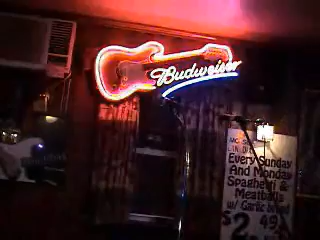 Budweiser
Every Sunday
And Monday
Spaghetti &
Meatballs
w/ Garlic Bread
$2.49